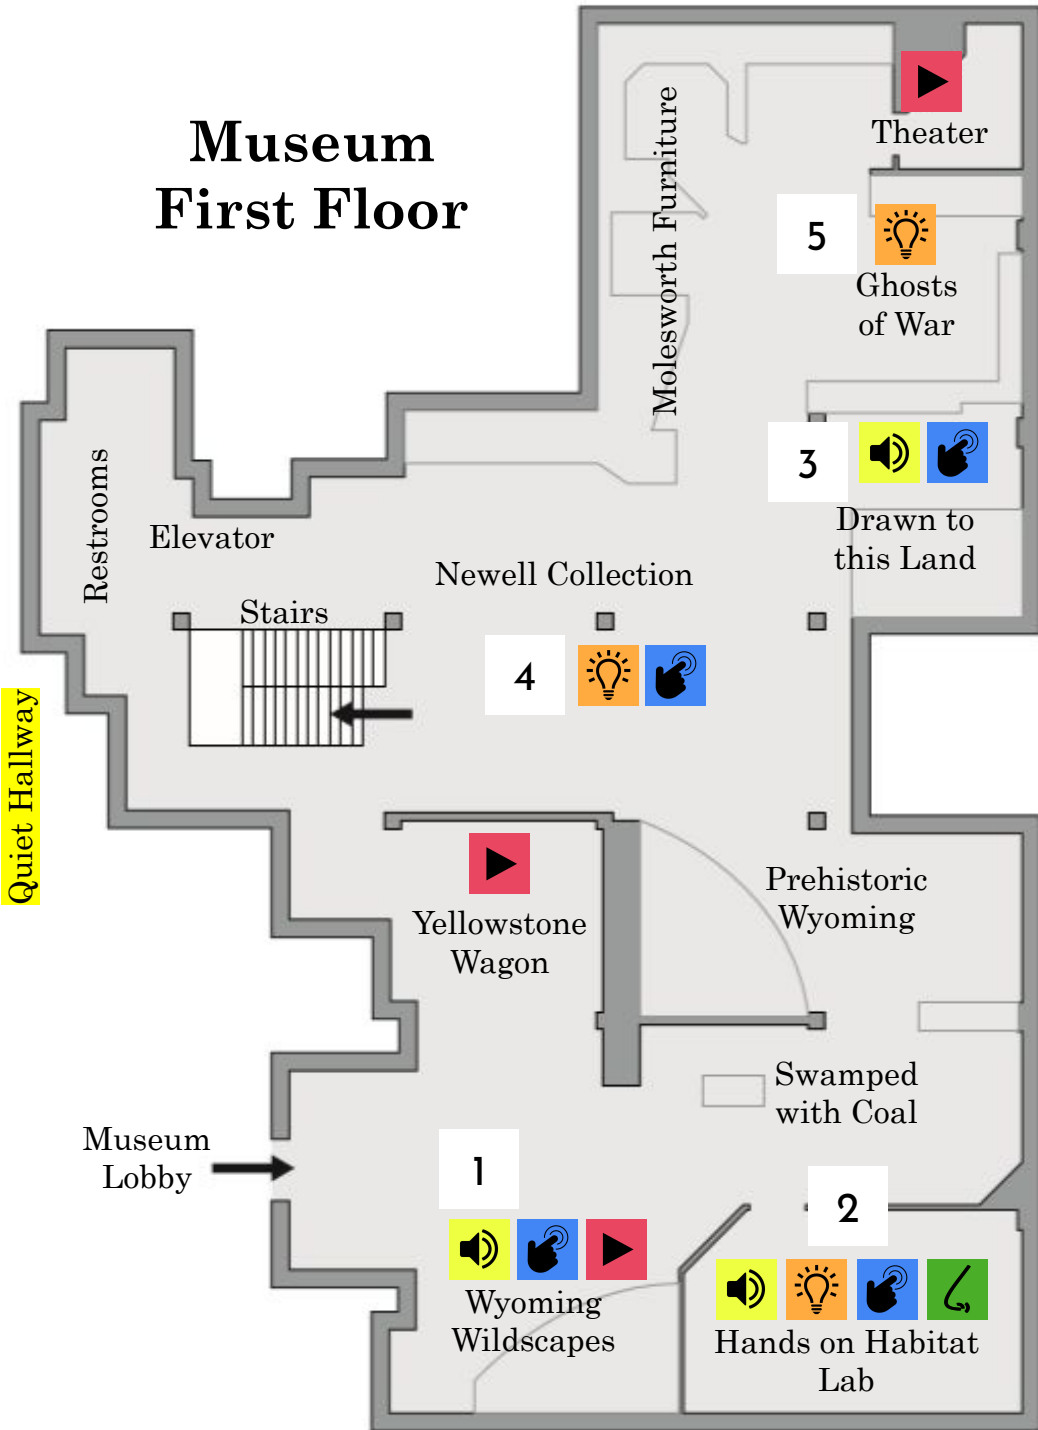 Museum
First Floor
Theater
Molesworth Furniture
5
Ghosts
of War
3
Drawn to
this Land
Restrooms
Elevator
Newell Collection
Stairs
4
Quiet Hallway
Yellowstone
Wagon
Prehistoric
Wyoming
Swamped
with Coal
Museum
Lobby
1
Wyoming
Wildscapes
2
Hands on Habitat
Lab